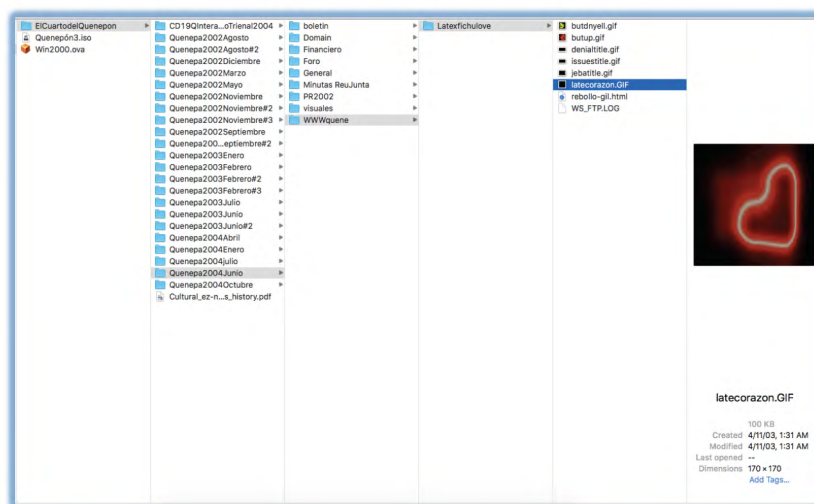 ElCuartodelQuenepon
Quenepón3.iso
Win2000.ova
CD19QIntera...oTrienal2004
Quenepa2002Agosto
Quenepa2002Agosto#2
Quenepa2002Diciembre
Quenepa2002Marzo
Quenepa2002Mayo
Quenepa2002Noviembre
Quenepa2002Noviembre#2
Quenepa2002Noviembre#3
Quenepa2002Septiembre
Quenepa200...eptiembre#2
Quenepa2003Enero
Quenepa2003Febrero
Quenepa2003Febrero#2
Quenepa2003Febrero#3
Quenepa2003Julio
Quenepa2003Junio
Quenepa2003Junio#2
Quenepa2004Abril
Quenepa2004Enero
Quenepa2004julio
Quenepa2004Junio
Quenepa2004Octubre
Cultural_ez-n...s_history.pdf
boletin
Domain
Financiero
Foro
General
Minutas ReuJunta
PR2002
visuales
WWWquene
Latexfichulove
butdnyell.gif
butup.gif
denialtitle.gif
issuestitle.gif
jebatitle.gif
latecorazon.GIF
rebollo-gil.html
WS_FTP.LOG
latecorazon.GIF
100 KB
Created 4/11/03, 1:31 AM
Modified 4/11/03, 1:31 AM
Last opened --
Dimensions 170 × 170
Add Tags...